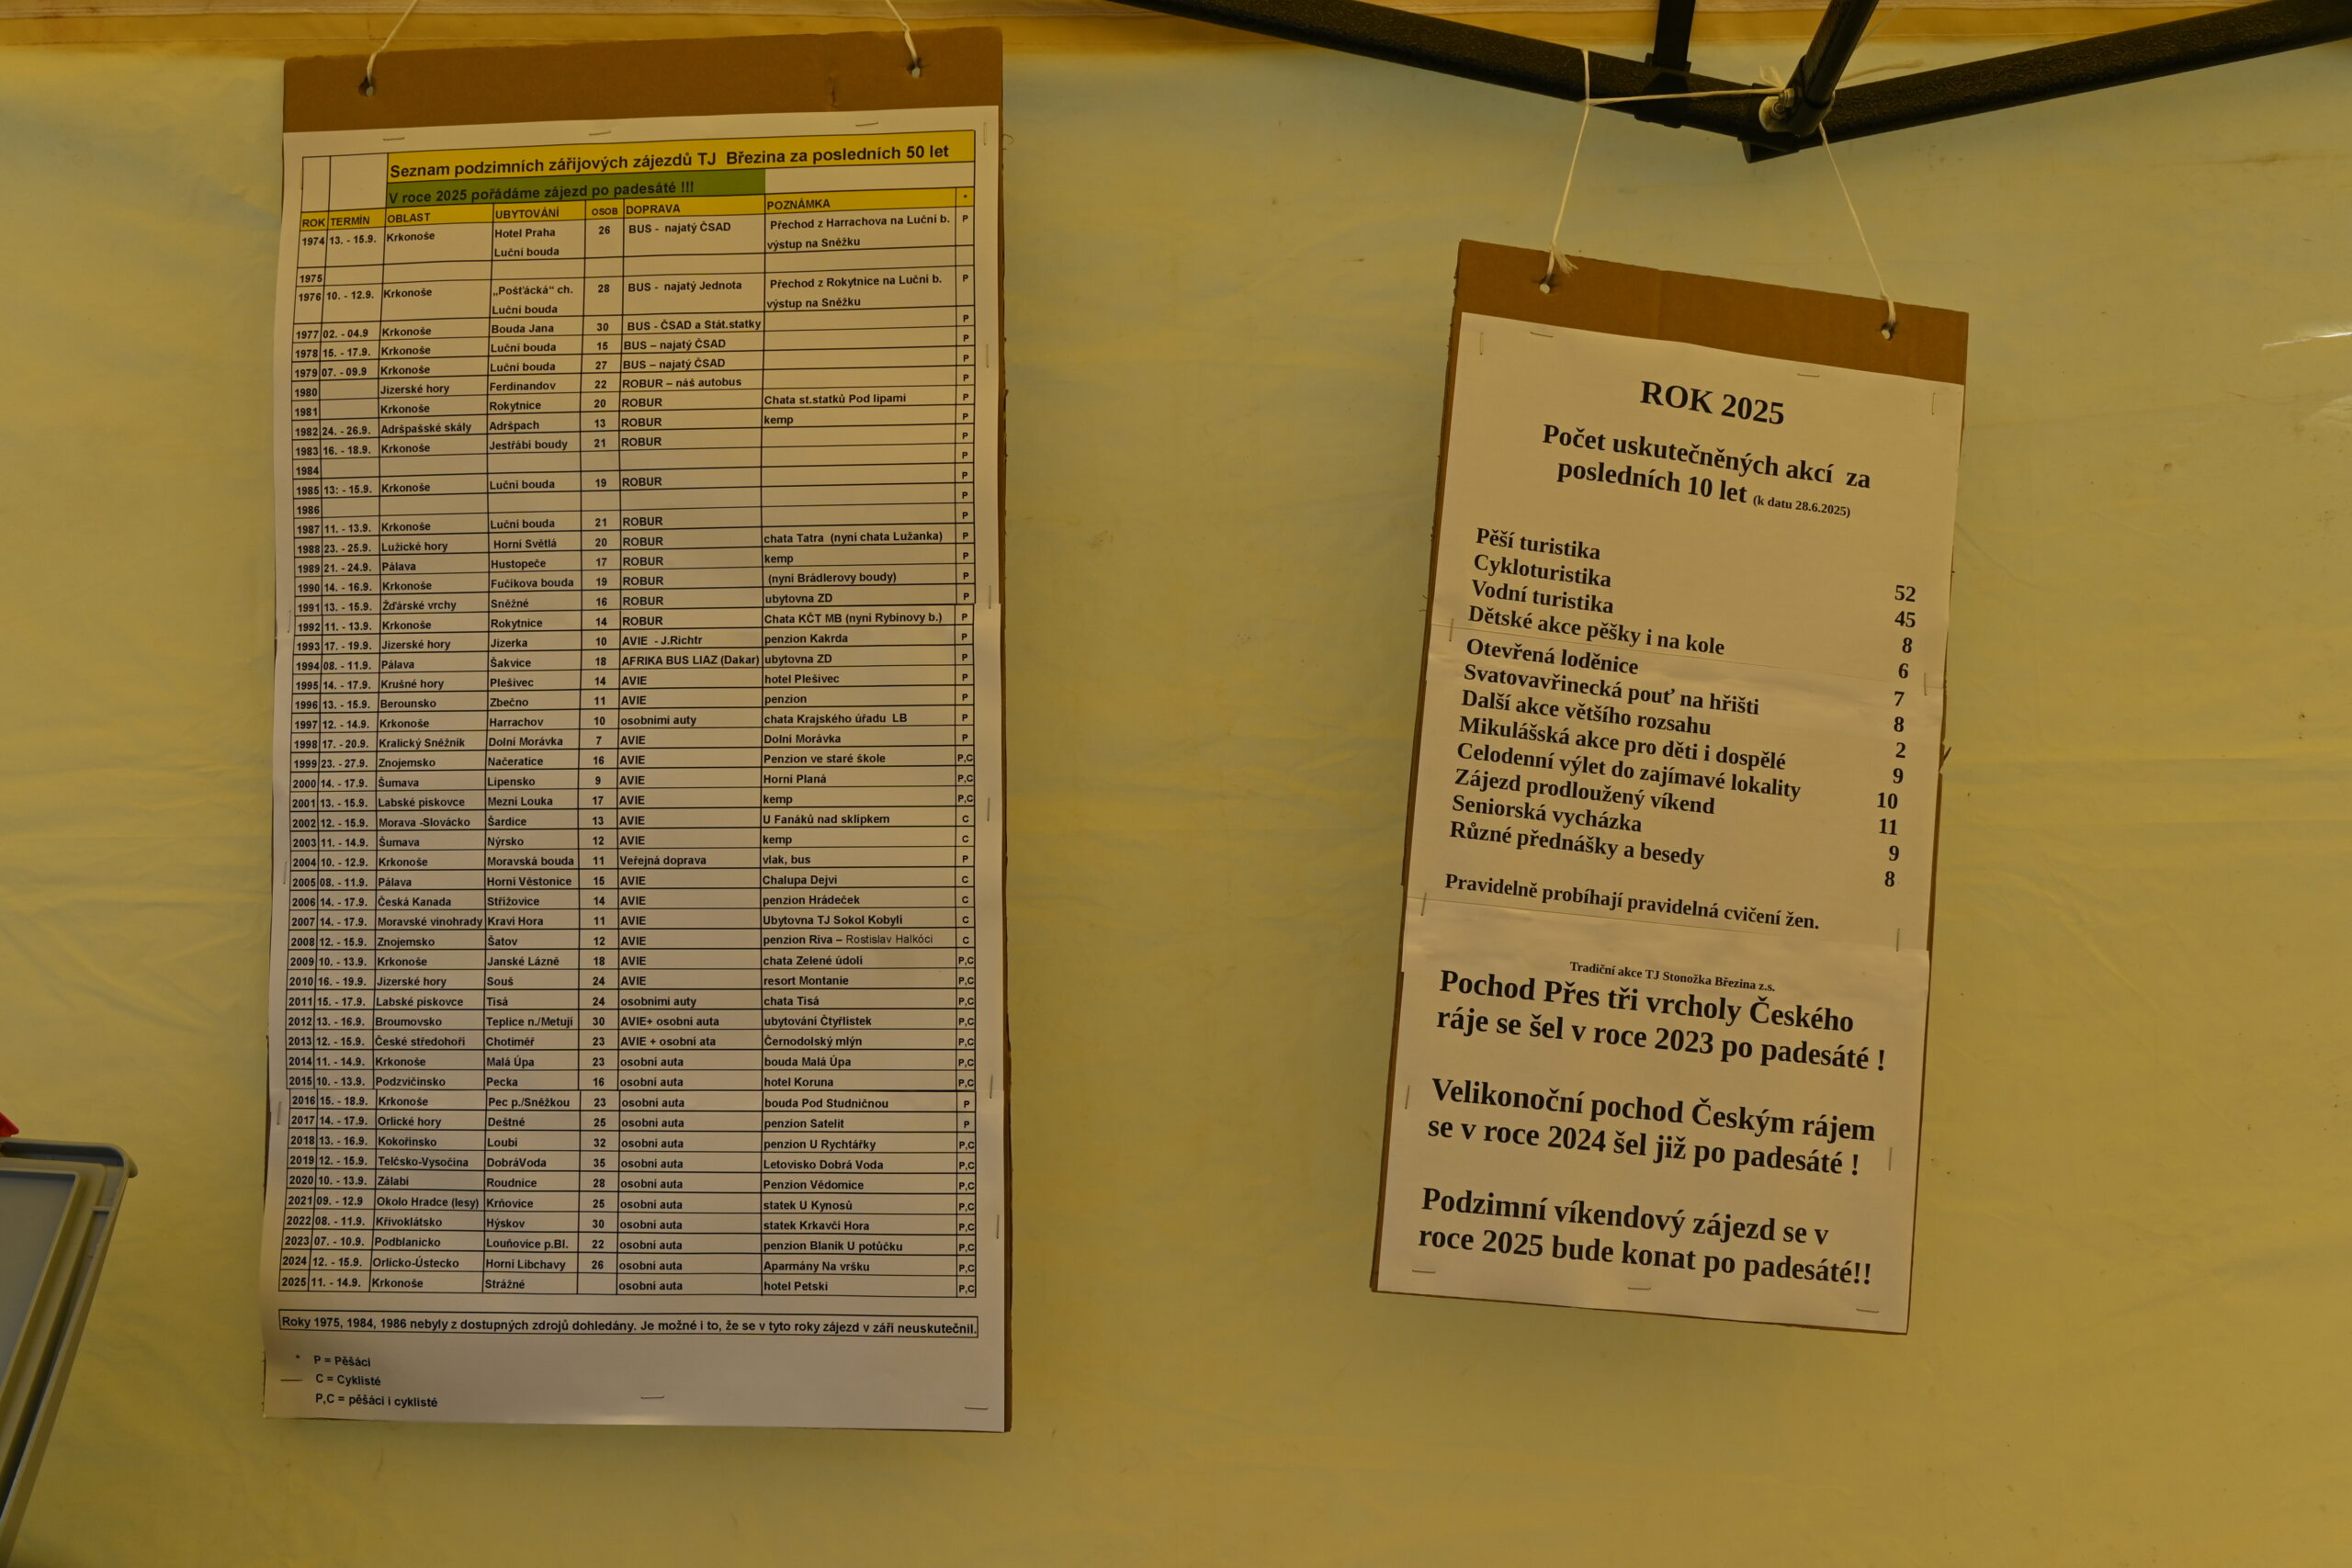 Seznam podzimních zářijových zájezdů TJ Březina za posledních 50 let
V roce 2025 pořádáme zájezd po padesáté !!!
ROK TERMÍN OBLAST UBYTOVÁNÍ OSOB DOPRAVA POZNÁMKA *
1974 13. - 15.9. Krkonoše Hotel Praha 26 BUS - najatý ČSAD Přechod z Harrachova na Luční b. P
Luční bouda výstup na Sněžku
1975
1976 10. - 12.9. Krkonoše „Pošťácká“ ch. 28 BUS - najatý Jednota Přechod z Rokytnice na Luční b. P
Luční bouda výstup na Sněžku
1977 02. - 04.9 Krkonoše Bouda Jana 30 BUS - ČSAD a Stát.statky P
1978 15. - 17.9. Krkonoše Luční bouda 15 BUS – najatý ČSAD P
1979 07. - 09.9 Krkonoše Luční bouda 27 BUS – najatý ČSAD P
1980 Jizerské hory Ferdinandov 22 ROBUR – náš autobus P
1981 Krkonoše Rokytnice 20 ROBUR Chata st.statků Pod lipami P
1982 24. - 26.9. Adršpašské skály Adršpach 13 ROBUR kemp P
1983 16. - 18.9. Krkonoše Jestřábí boudy 21 ROBUR P
1984 P
1985 13: - 15.9. Krkonoše Luční bouda 19 ROBUR P
1986 P
1987 11. - 13.9. Krkonoše Luční bouda 21 ROBUR P
1988 23. - 25.9. Lužické hory Horní Světlá 20 ROBUR chata Tatra (nyní chata Lužanka) P
1989 21. - 24.9. Pálava Hustopeče 17 ROBUR kemp P
1990 14. - 16.9. Krkonoše Fučíkova bouda 19 ROBUR (nyní Brádlerovy boudy) P
1991 13. - 15.9. Žďárské vrchy Sněžné 16 ROBUR ubytovna ZD P
1992 11. - 13.9. Krkonoše Rokytnice 14 ROBUR Chata KČT MB (nyní Rybínovy b.) P
1993 17. - 19.9. Jizerské hory Jizerka 10 AVIE - J.Richtr penzion Kakrda P
1994 08. - 11.9. Pálava Šakvice 18 AFRIKA BUS LIAZ (Dakar) ubytovna ZD P
1995 14. - 17.9. Krušné hory Plešivec 14 AVIE hotel Plešivec P
1996 13. - 15.9. Berounsko Zbečno 11 AVIE penzion P
1997 12. - 14.9. Krkonoše Harrachov 10 osobními auty chata Krajského úřadu LB P
1998 17. - 20.9. Kralický Sněžník Dolní Morávka 7 AVIE Dolní Morávka P
1999 23. - 27.9. Znojemsko Načeratice 16 AVIE Penzion ve staré škole P,C
2000 14. - 17.9. Šumava Lipensko 9 AVIE Horní Planá P,C
2001 13. - 15.9. Labské pískovce Mezní Louka 17 AVIE kemp P,C
2002 12. - 15.9. Morava -Slovácko Šardice 13 AVIE U Fanáků nad sklípkem C
2003 11. - 14.9. Šumava Nýrsko 12 AVIE kemp C
2004 10. - 12.9. Krkonoše Moravská bouda 11 Veřejná doprava vlak, bus P
2005 08. - 11.9. Pálava Horní Věstonice 15 AVIE Chalupa Dejvi C
2006 14. - 17.9. Česká Kanada Střížovice 14 AVIE penzion Hrádeček C
2007 14. - 17.9. Moravské vinohrady Kraví Hora 11 AVIE Ubytovna TJ Sokol Kobylí C
2008 12. - 15.9. Znojemsko Šatov 12 AVIE penzion Riva – Rostislav Halkóci C
2009 10. - 13.9. Krkonoše Janské Lázně 18 AVIE chata Zelené údolí P,C
2010 16. - 19.9. Jizerské hory Souš 24 AVIE resort Montanie P,C
2011 15. - 17.9. Labské pískovce Tisá 24 osobními auty chata Tisá P,C
2012 13. - 16.9. Broumovsko Teplice n./Metují 30 AVIE+ osobní auta ubytování Čtyřlístek P,C
2013 12. - 15.9. České středohoří Chotiměř 23 AVIE + osobní ata Černodolský mlýn P,C
2014 11. - 14.9. Krkonoše Malá Úpa 23 osobní auta bouda Malá Úpa P,C
2015 10. - 13.9. Podzvičinsko Pecka 16 osobní auta hotel Koruna P,C
2016 15. - 18.9. Krkonoše Pec p./Sněžkou 23 osobní auta bouda Pod Studničnou P
2017 14. - 17.9. Orlické hory Deštné 25 osobní auta penzion Satelit P
2018 13. - 16.9. Kokořínsko Loubí 32 osobní auta penzion U Rychtářky P,C
2019 12. - 15.9. Telčsko-Vysočina DobráVoda 35 osobní auta Letovisko Dobrá Voda P,C
2020 10. - 13.9. Zálabí Roudnice 28 osobní auta Penzion Vědomice P,C
2021 09. - 12.9 Okolo Hradce (lesy) Krňovice 25 osobní auta statek U Kynosů P,C
2022 08. - 11.9. Křivoklátsko Hýskov 30 osobní auta statek Krkavčí Hora P,C
2023 07. - 10.9. Podblanicko Louňovice p.Bl. 22 osobní auta penzion Blaník U potůčku P,C
2024 12. - 15.9. Orlicko-Ústecko Horní Libchavy 26 osobní auta Aparmány Na vršku P,C
2025 11. - 14.9. Krkonoše Strážné osobní auta hotel Petski P,C
Roky 1975, 1984, 1986 nebyly z dostupných zdrojů dohledány. Je možné i to, že se v tyto roky zájezd v září neuskutečnil.
* P = Pěšáci
C = Cyklisté
P,C = pěšáci i cyklisté
ROK 2025
Počet uskutečněných akcí za
posledních 10 let (k datu 28.6.2025)
Pěší turistika 52
Cykloturistika 45
Vodní turistika 8
Dětské akce pěšky i na kole 6
Otevřená loděnice 7
Svatovavřinecká pouť na hřišti 8
Další akce většího rozsahu 2
Mikulášská akce pro děti i dospělé 9
Celodenní výlet do zajímavé lokality 10
Zájezd prodloužený víkend 11
Seniorská vycházka 9
Různé přednášky a besedy 8
Pravidelně probíhají pravidelná cvičení žen.
Tradiční akce TJ Stonožka Březina z.s.
Pochod Přes tři vrcholy Českého
ráje se šel v roce 2023 po padesáté !
Velikonoční pochod Českým rájem
se v roce 2024 šel již po padesáté !
Podzimní víkendový zájezd se v
roce 2025 bude konat po padesáté!!